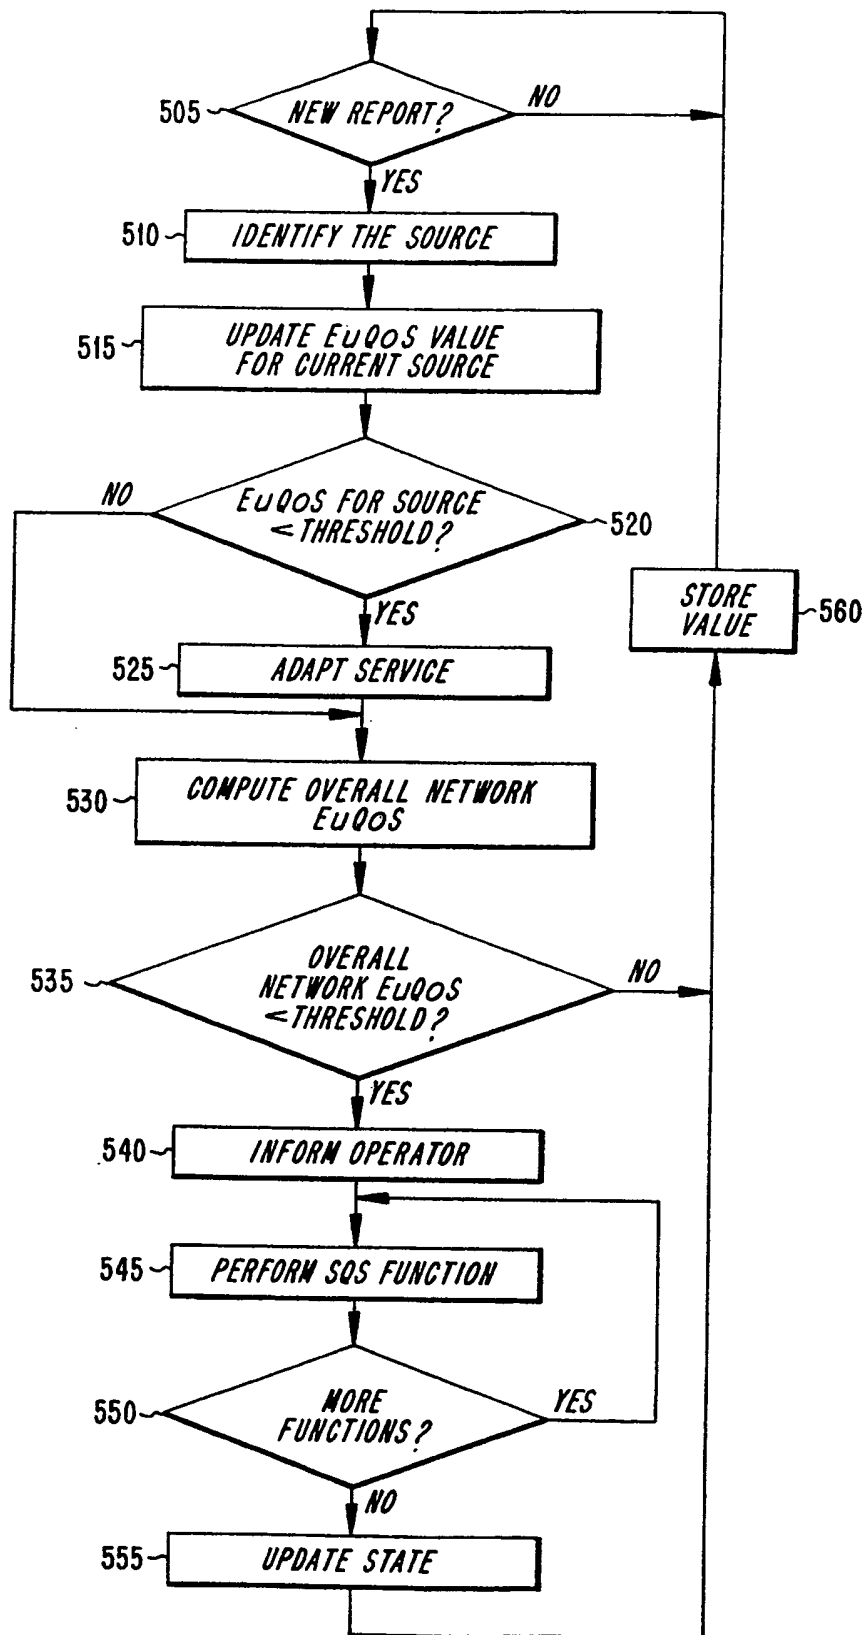 505
NEW REPORT?
NO
YES
510
IDENTIFY THE SOURCE
515
UPDATE EuQoS VALUE
FOR CURRENT SOURCE
NO
EuQoS FOR SOURCE
<THRESHOLD?
520
YES
STORE
VALUE
560
525
ADAPT SERVICE
530
COMPUTE OVERALL NETWORK
EuQoS
535
OVERALL
NETWORK EuQoS
<THRESHOLD?
NO
YES
540
INFORM OPERATOR
545
PERFORM SQS FUNCTION
550
MORE
FUNCTIONS?
YES
NO
555
UPDATE STATE